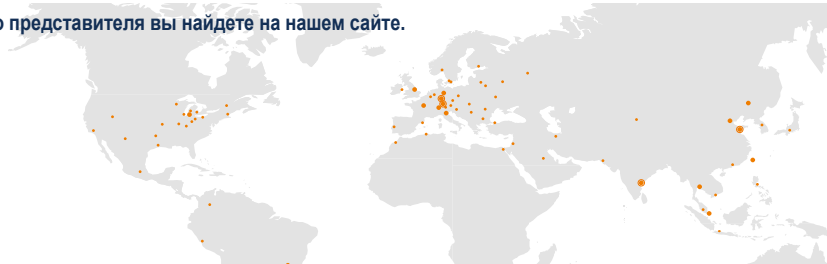 о представителя вы найдете на нашем сайте.